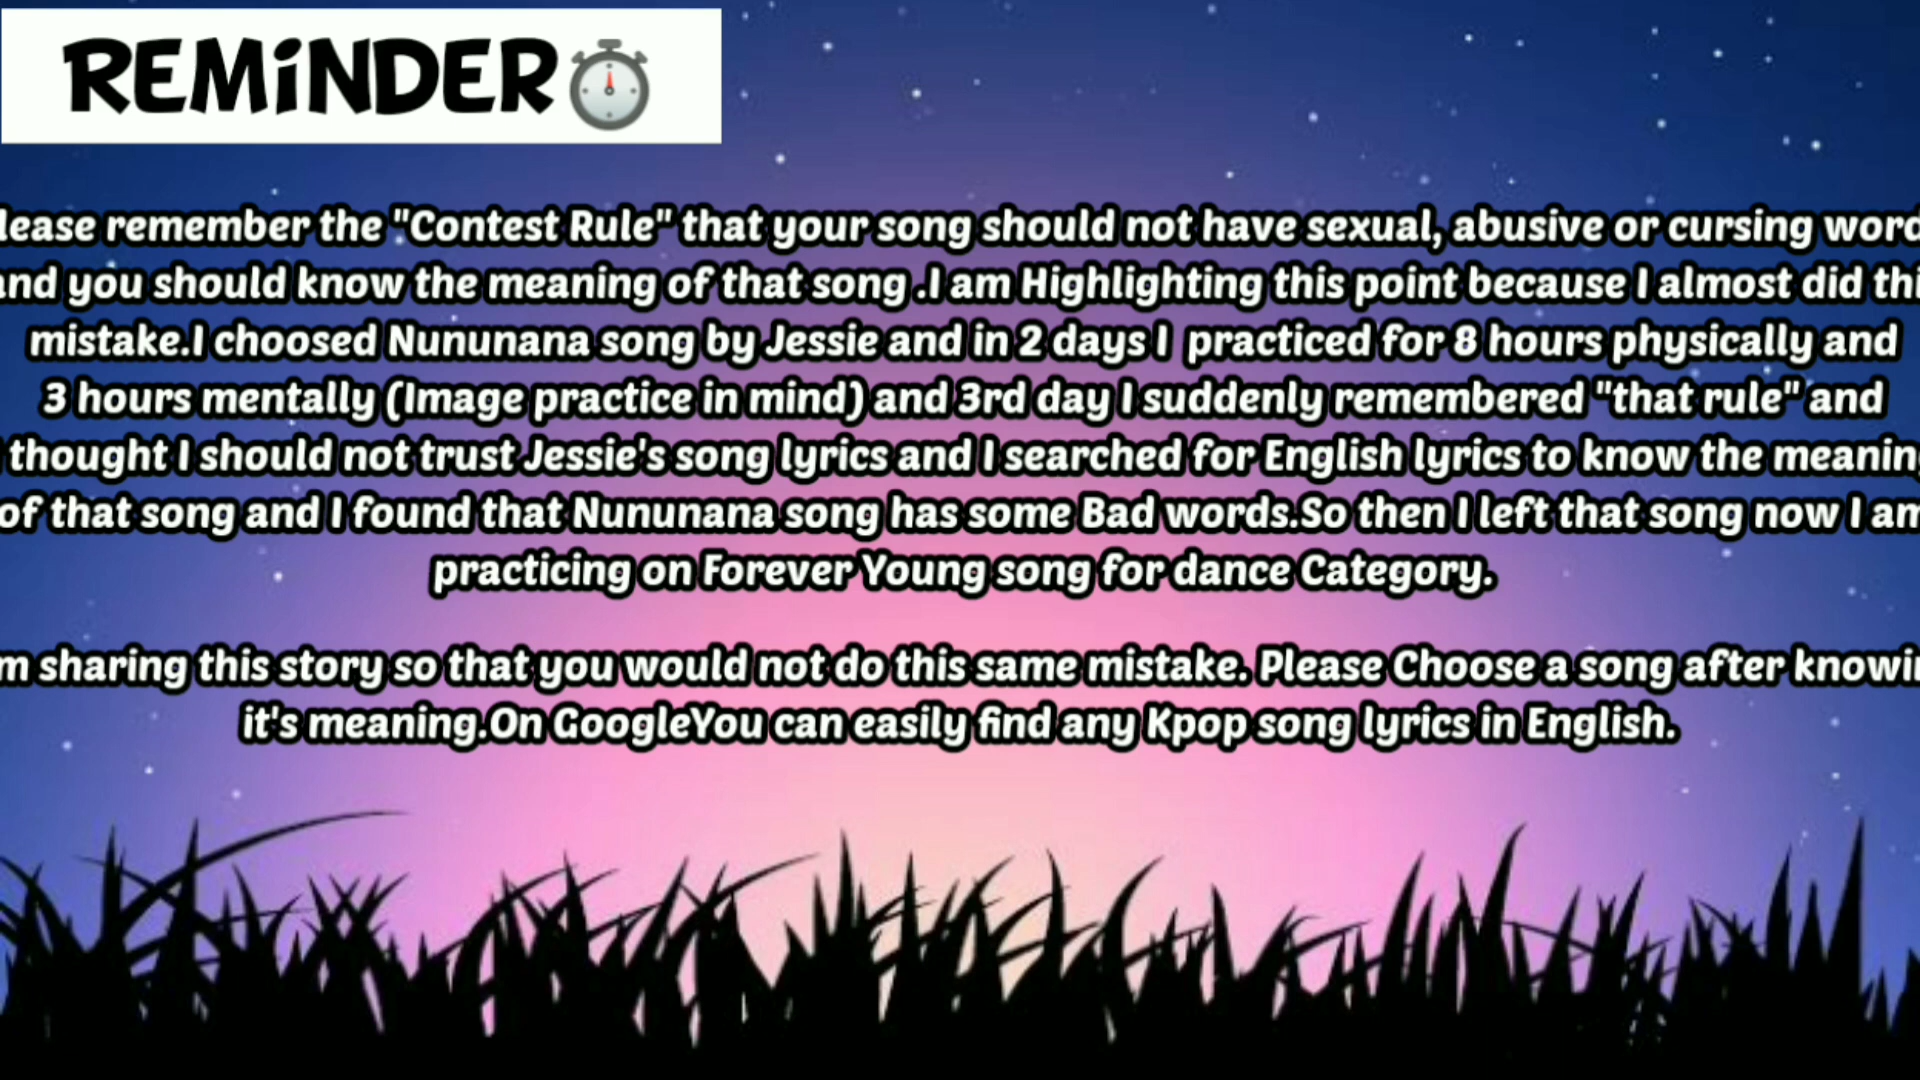 REMiNDER
lease remember the "Contest Rule" that your song should not have sexual, abusive or cursing word
and you should know the meaning of that song .I am Highlighting this point because I almost did thi
mistake.I choosed Nununana song by Jessie and in 2 days I  practiced for 8 hours physically and
3 hours mentally (Image practice in mind) and 3rd day I suddenly remembered "that rule" and
I thought I should not trust Jessie's song lyrics and I searched for English lyrics to know the meaning
of that song and I found that Nununana song has some Bad words.So then I left that song now I am
practicing on Forever Young song for dance Category.
m sharing this story so that you would not do this same mistake. Please Choose a song after knowin
it's meaning.On GoogleYou can easily find any Kpop song lyrics in English.